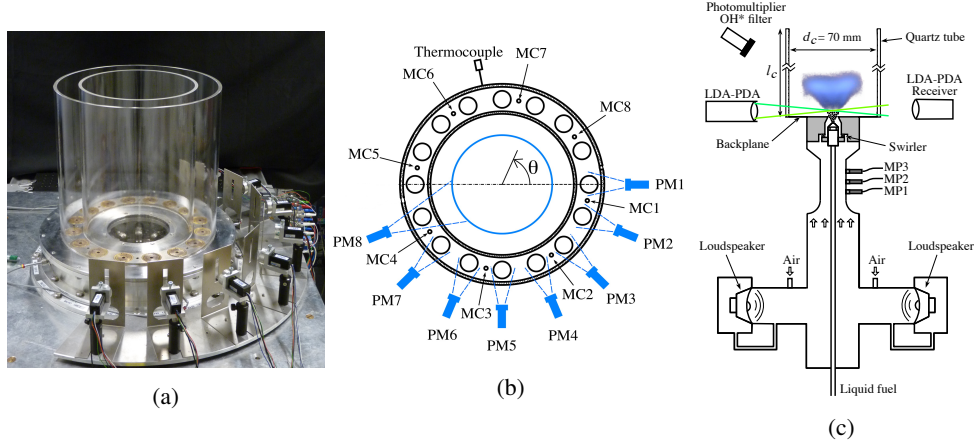 Thermocouple
MC7
MC6
MC8
MC5
θ
PM1
MC1
PM8
MC4
PM2
PM7
MC3
MC2
PM3
PM6
PM5
PM4
Photomultiplier
OH* filter
d_c = 70 mm
Quartz tube
l_c
LDA-PDA
LDA-PDA
Receiver
Backplane
Swirler
MP3
MP2
MP1
Loudspeaker
Air
Air
Loudspeaker
Liquid fuel
(a)
(b)
(c)